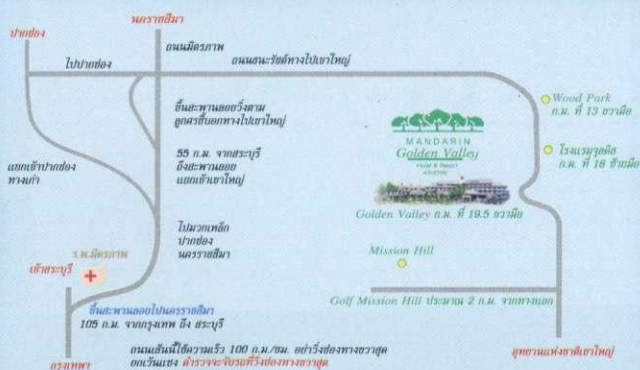 นครราชสีมา
ปากช่อง
ถนนมิตรภาพ
ไปปากช่อง
ถนนธนะรัชต์ทางไปเขาใหญ่
ขึ้นสะพานลอยวิ่งตาม
ลูกศรชี้บอกทางไปเขาใหญ่
Wood Park
ก.ม. ที่ 13 ขวามือ
MANDARIN
Golden Valley
Hotel & Resort
โรงแรมจุลดิส
ก.ม. ที่ 18 ซ้ายมือ
55 ก.ม. จากสระบุรี
ถึงสะพานลอย
แยกเข้าเขาใหญ่
แยกเข้าปากช่อง
ทางเก่า
Golden Valley ก.ม. ที่ 19.5 ขวามือ
ไปมวกเหล็ก
ปากช่อง
นครราชสีมา
Mission Hill
ร.พ.มิตรภาพ
เข้าสระบุรี
Golf Mission Hill ประมาณ 2 ก.ม. จากทางแยก
ขึ้นสะพานลอยไปนครราชสีมา
105 ก.ม. จากกรุงเทพ ถึง สระบุรี
ถนนเส้นนี้ใช้ความเร็ว 100 ก.ม./ชม. อย่าวิ่งช่องทางขวาสุด
ยกเว้นแซง ตำรวจจะจับรถที่วิ่งช่องทางขวาสุด
กรุงเทพฯ
อุทยานแห่งชาติเขาใหญ่